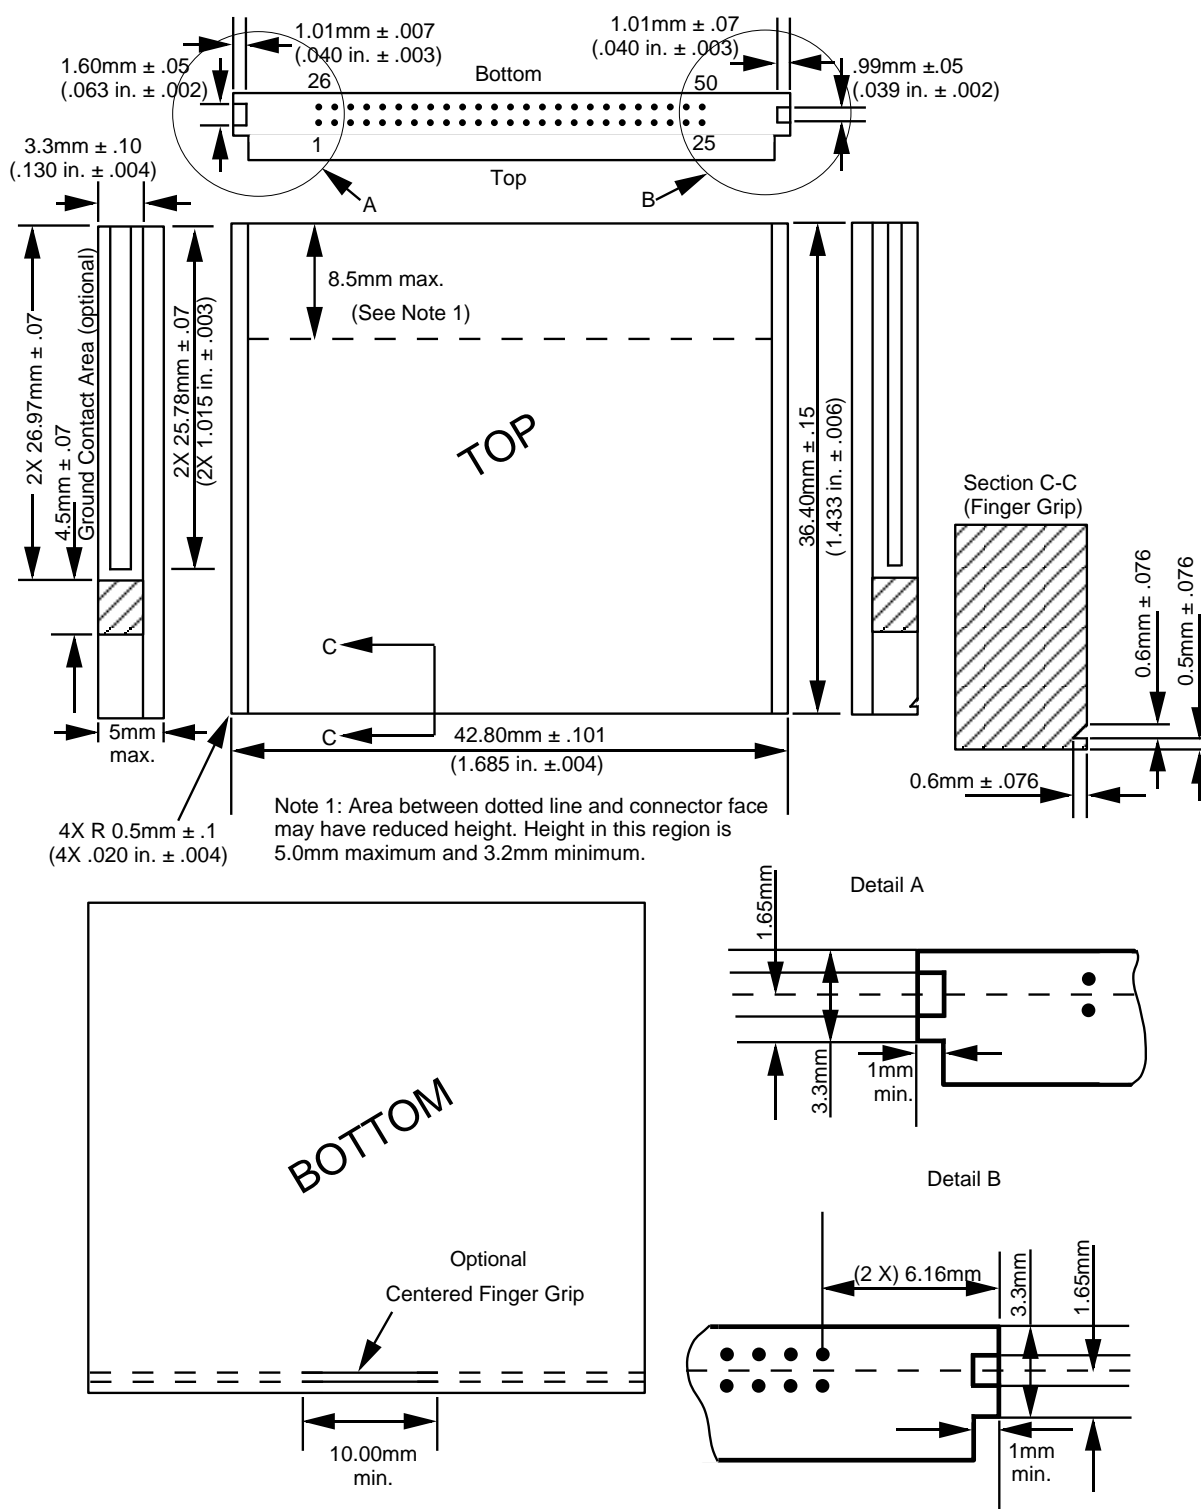 1.01mm ± .007
(.040 in. ± .003)
1.01mm ± .07
(.040 in. ± .003)
1.60mm ± .05
(.063 in. ± .002)
.99mm ±.05
(.039 in. ± .002)
Bottom
26
50
1
25
Top
A
B
3.3mm ± .10
(.130 in. ± .004)
2X 26.97mm ± .07
4.5mm ± .07
Ground Contact Area (optional)
2X 25.78mm ± .07
(2X 1.015 in. ± .003)
8.5mm max.
(See Note 1)
TOP
36.40mm ± .15
(1.433 in. ± .006)
Section C-C
(Finger Grip)
0.6mm ± .076
0.5mm ± .076
0.6mm ± .076
C
C
5mm
max.
42.80mm ± .101
(1.685 in. ±.004)
4X R 0.5mm ± .1
(4X .020 in. ± .004)
Note 1: Area between dotted line and connector face
may have reduced height. Height in this region is
5.0mm maximum and 3.2mm minimum.
Detail A
1.65mm
3.3mm
1mm
min.
BOTTOM
Optional
Centered Finger Grip
10.00mm
min.
Detail B
(2 X) 6.16mm
3.3mm
1.65mm
1mm
min.